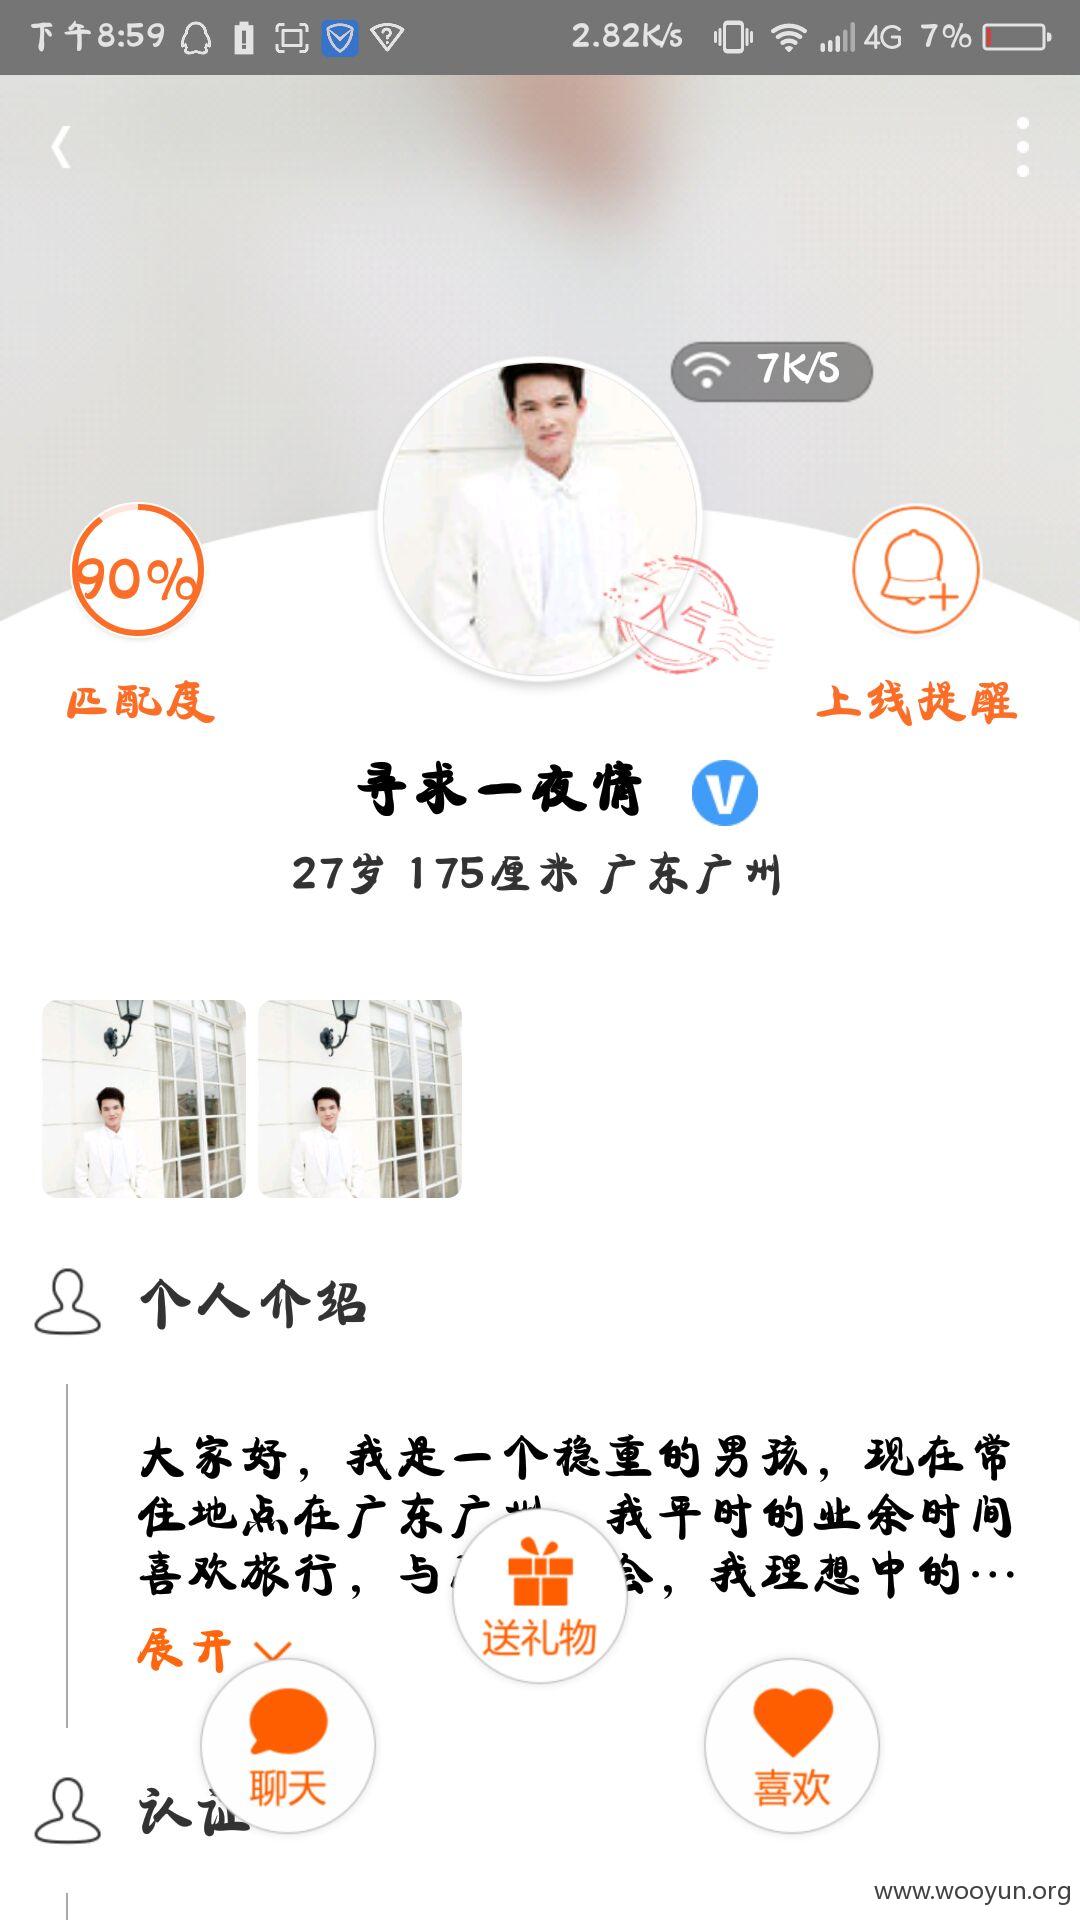 下午8:59 2.82K/s 4G 7%
7K/S
90%
人气
匹配度 上线提醒
寻求一夜情 V
27岁 175厘米 广东广州
个人介绍
大家好，我是一个稳重的男孩，现在常
住地点在广东广州 我平时的业余时间
喜欢旅行，与 会，我理想中的…
展开
送礼物
聊天 喜欢
认证
www.wooyun.org